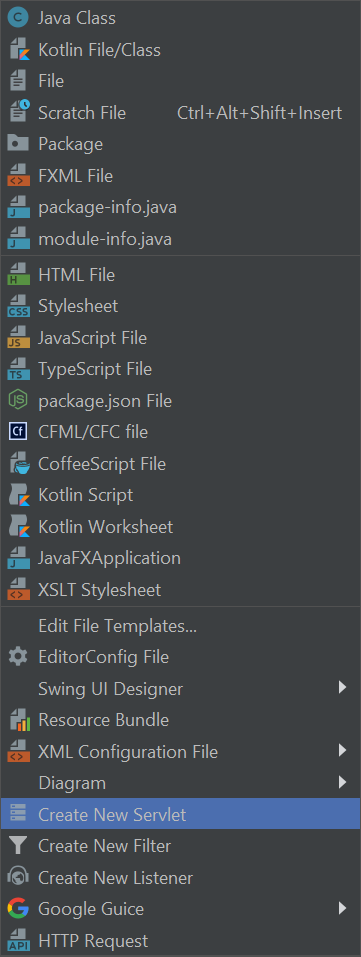 Java Class
Kotlin File/Class
File
Scratch File Ctrl+Alt+Shift+Insert
Package
FXML File
package-info.java
module-info.java
HTML File
Stylesheet
JavaScript File
TypeScript File
package.json File
CFML/CFC file
CoffeeScript File
Kotlin Script
Kotlin Worksheet
JavaFXApplication
XSLT Stylesheet
Edit File Templates...
EditorConfig File
Swing UI Designer
Resource Bundle
XML Configuration File
Diagram
Create New Servlet
Create New Filter
Create New Listener
Google Guice
HTTP Request